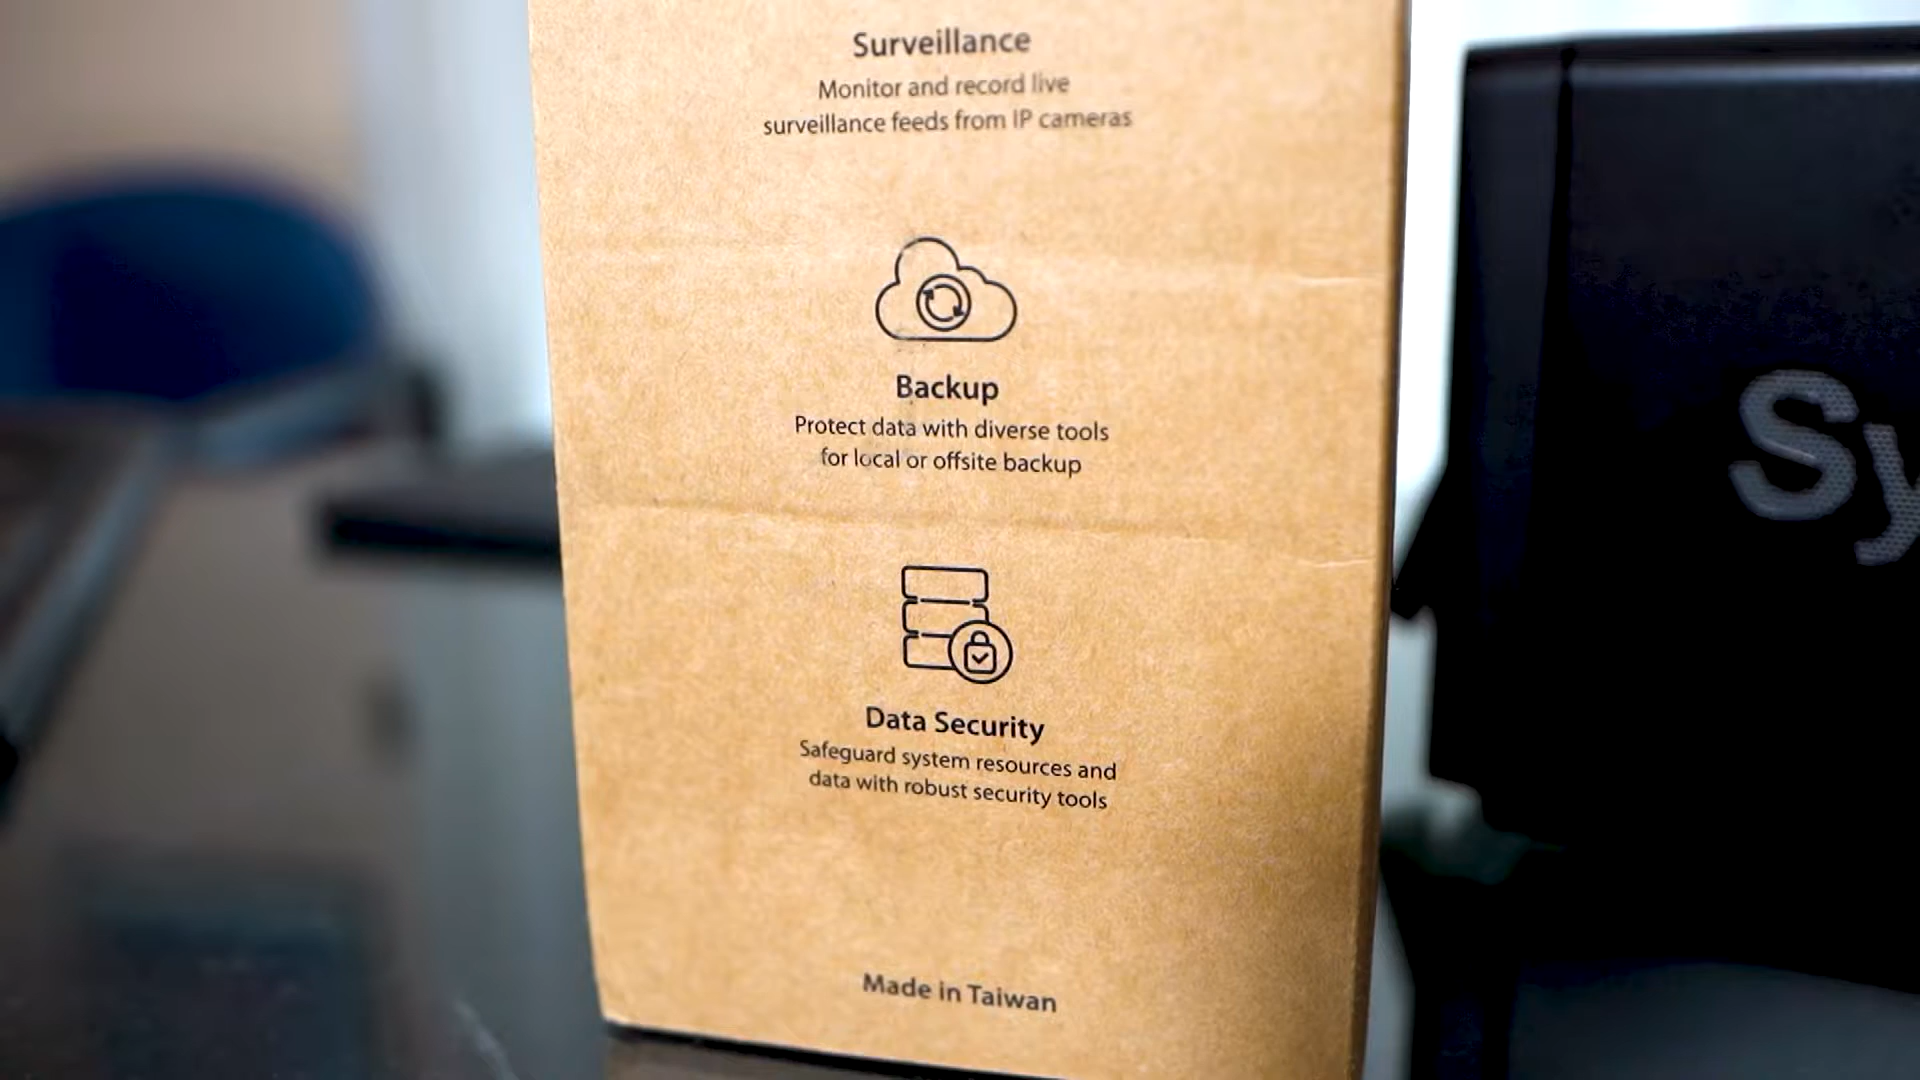 Surveillance
Monitor and record live
surveillance feeds from IP cameras
Backup
Protect data with diverse tools
for local or offsite backup
Data Security
Safeguard system resources and
data with robust security tools
Made in Taiwan
Sy